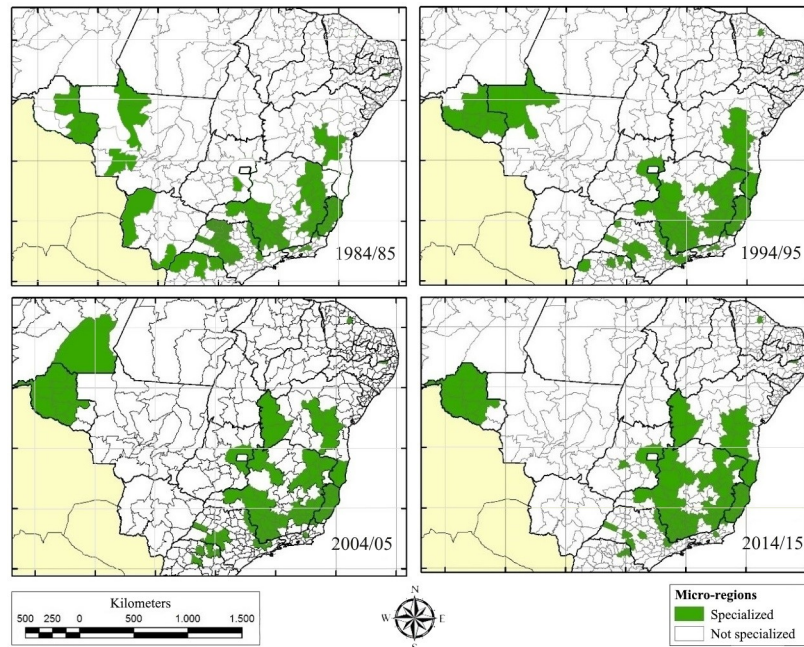 1984/85
1994/95
2004/05
2014/15
Kilometers
500 250 0 500 1.000 1.500
N
W E
S
Micro-regions
Specialized
Not specialized